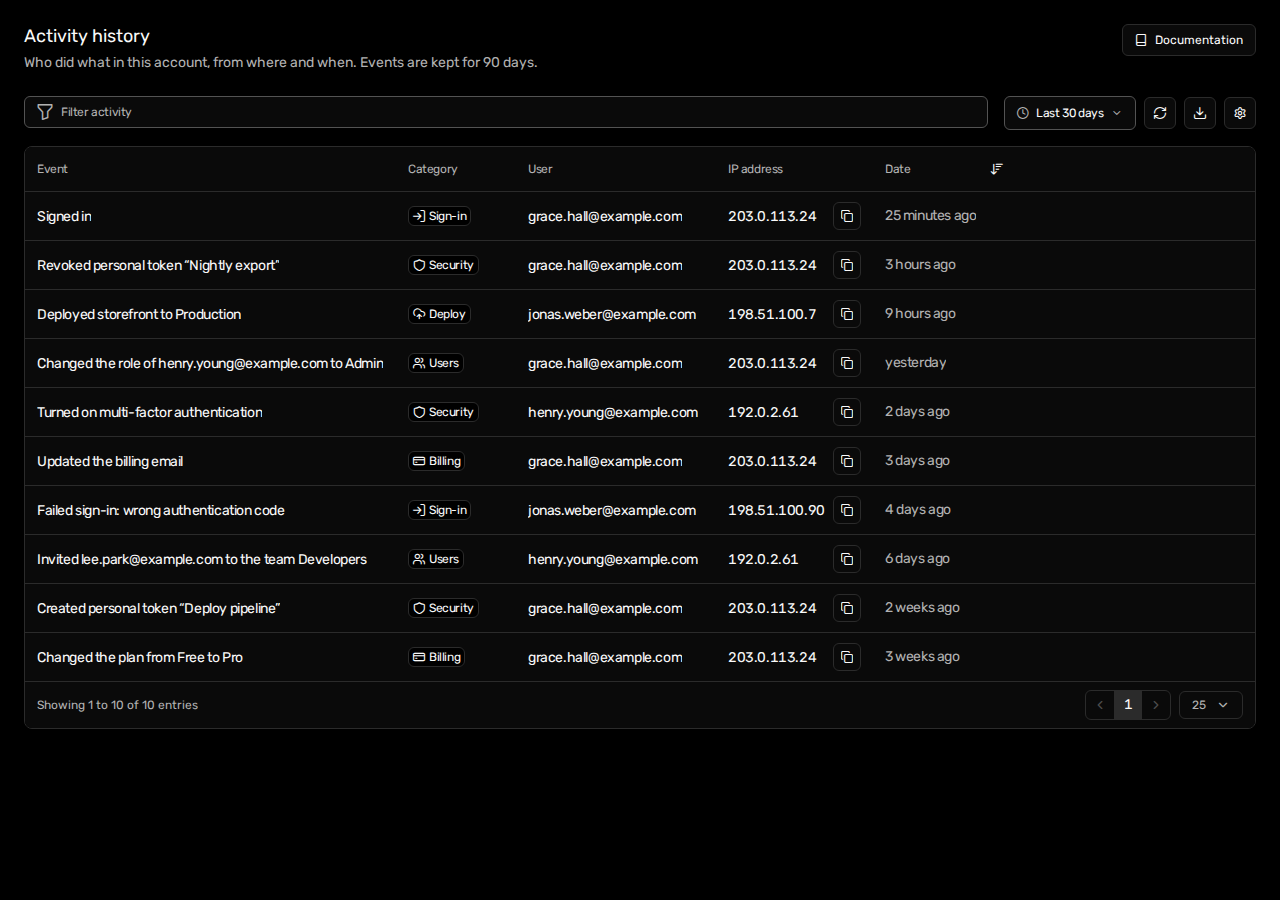 Activity history
Documentation
Who did what in this account, from where and when. Events are kept for 90 days.
Filter activity
Last 30 days
Event Category User IP address Date
Signed in Sign-in grace.hall@example.com 203.0.113.24 25 minutes ago
Revoked personal token “Nightly export” Security grace.hall@example.com 203.0.113.24 3 hours ago
Deployed storefront to Production Deploy jonas.weber@example.com 198.51.100.7 9 hours ago
Changed the role of henry.young@example.com to Admin Users grace.hall@example.com 203.0.113.24 yesterday
Turned on multi-factor authentication Security henry.young@example.com 192.0.2.61 2 days ago
Updated the billing email Billing grace.hall@example.com 203.0.113.24 3 days ago
Failed sign-in: wrong authentication code Sign-in jonas.weber@example.com 198.51.100.90 4 days ago
Invited lee.park@example.com to the team Developers Users henry.young@example.com 192.0.2.61 6 days ago
Created personal token “Deploy pipeline” Security grace.hall@example.com 203.0.113.24 2 weeks ago
Changed the plan from Free to Pro Billing grace.hall@example.com 203.0.113.24 3 weeks ago
Showing 1 to 10 of 10 entries 1 25